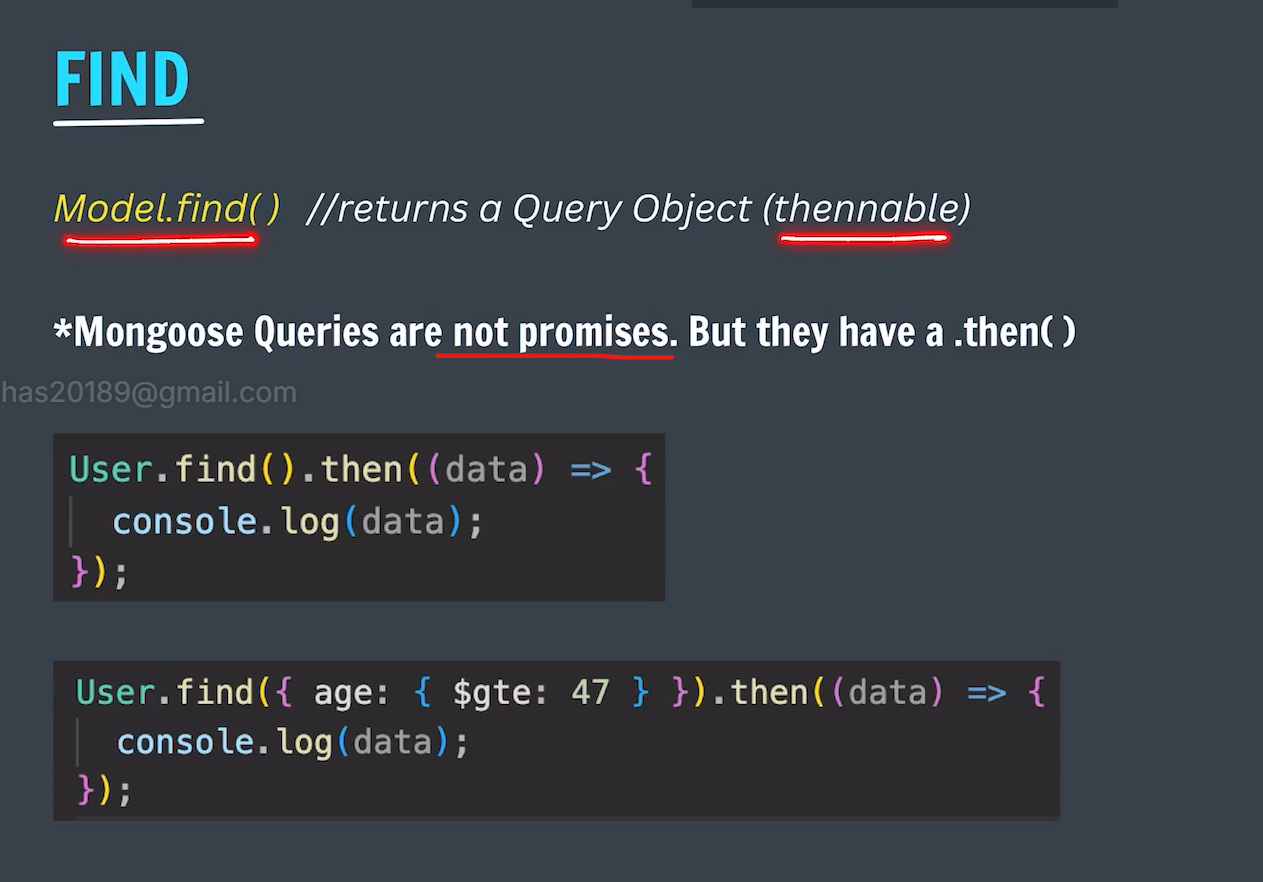 FIND
Model.find( ) //returns a Query Object (thennable)
*Mongoose Queries are not promises. But they have a .then( )
has20189@gmail.com
User.find().then((data) => {
console.log(data);
});
User.find({ age: { $gte: 47 } }).then((data) => {
console.log(data);
});